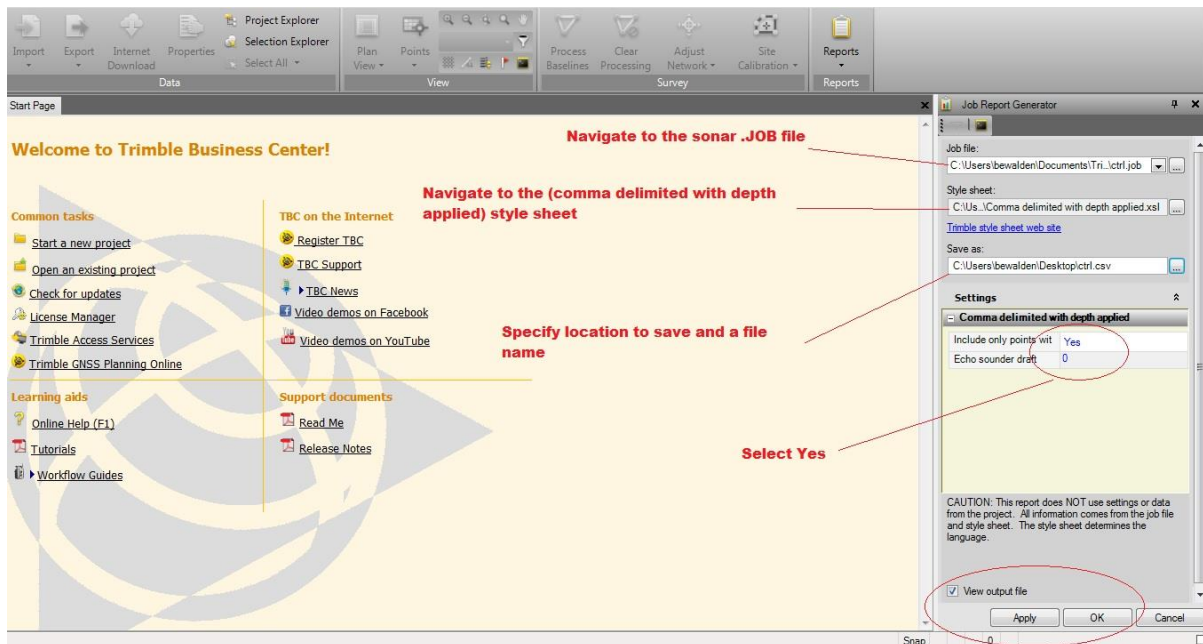 Project Explorer
Selection Explorer
Select All
Import
Export
Internet
Download
Properties
Data
Plan
View
Points
View
Process
Baselines
Clear
Processing
Adjust
Network
Site
Calibration
Survey
Reports
Reports
Start Page
Welcome to Trimble Business Center!
Common tasks
Start a new project
Open an existing project
Check for updates
License Manager
Trimble Access Services
Trimble GNSS Planning Online
TBC on the Internet
Register TBC
TBC Support
TBC News
Video demos on Facebook
Video demos on YouTube
Learning aids
Online Help (F1)
Tutorials
Workflow Guides
Support documents
Read Me
Release Notes
Navigate to the sonar .JOB file
Navigate to the (comma delimited with depth
applied) style sheet
Specify location to save and a file
name
Select Yes
Job Report Generator
Job file:
C:\Users\bewalden\Documents\Tri..\ctrl.job
...
Style sheet:
C:\Us..\Comma delimited with depth applied.xsl
...
Trimble style sheet web site
Save as:
C:\Users\bewalden\Desktop\ctrl.csv
...
Settings
Comma delimited with depth applied
Include only points wit Yes
Echo sounder draft 0
CAUTION: This report does NOT use settings or data
from the project. All information comes from the job file
and style sheet. The style sheet determines the
language.
View output file
Apply OK Cancel
Snap 0